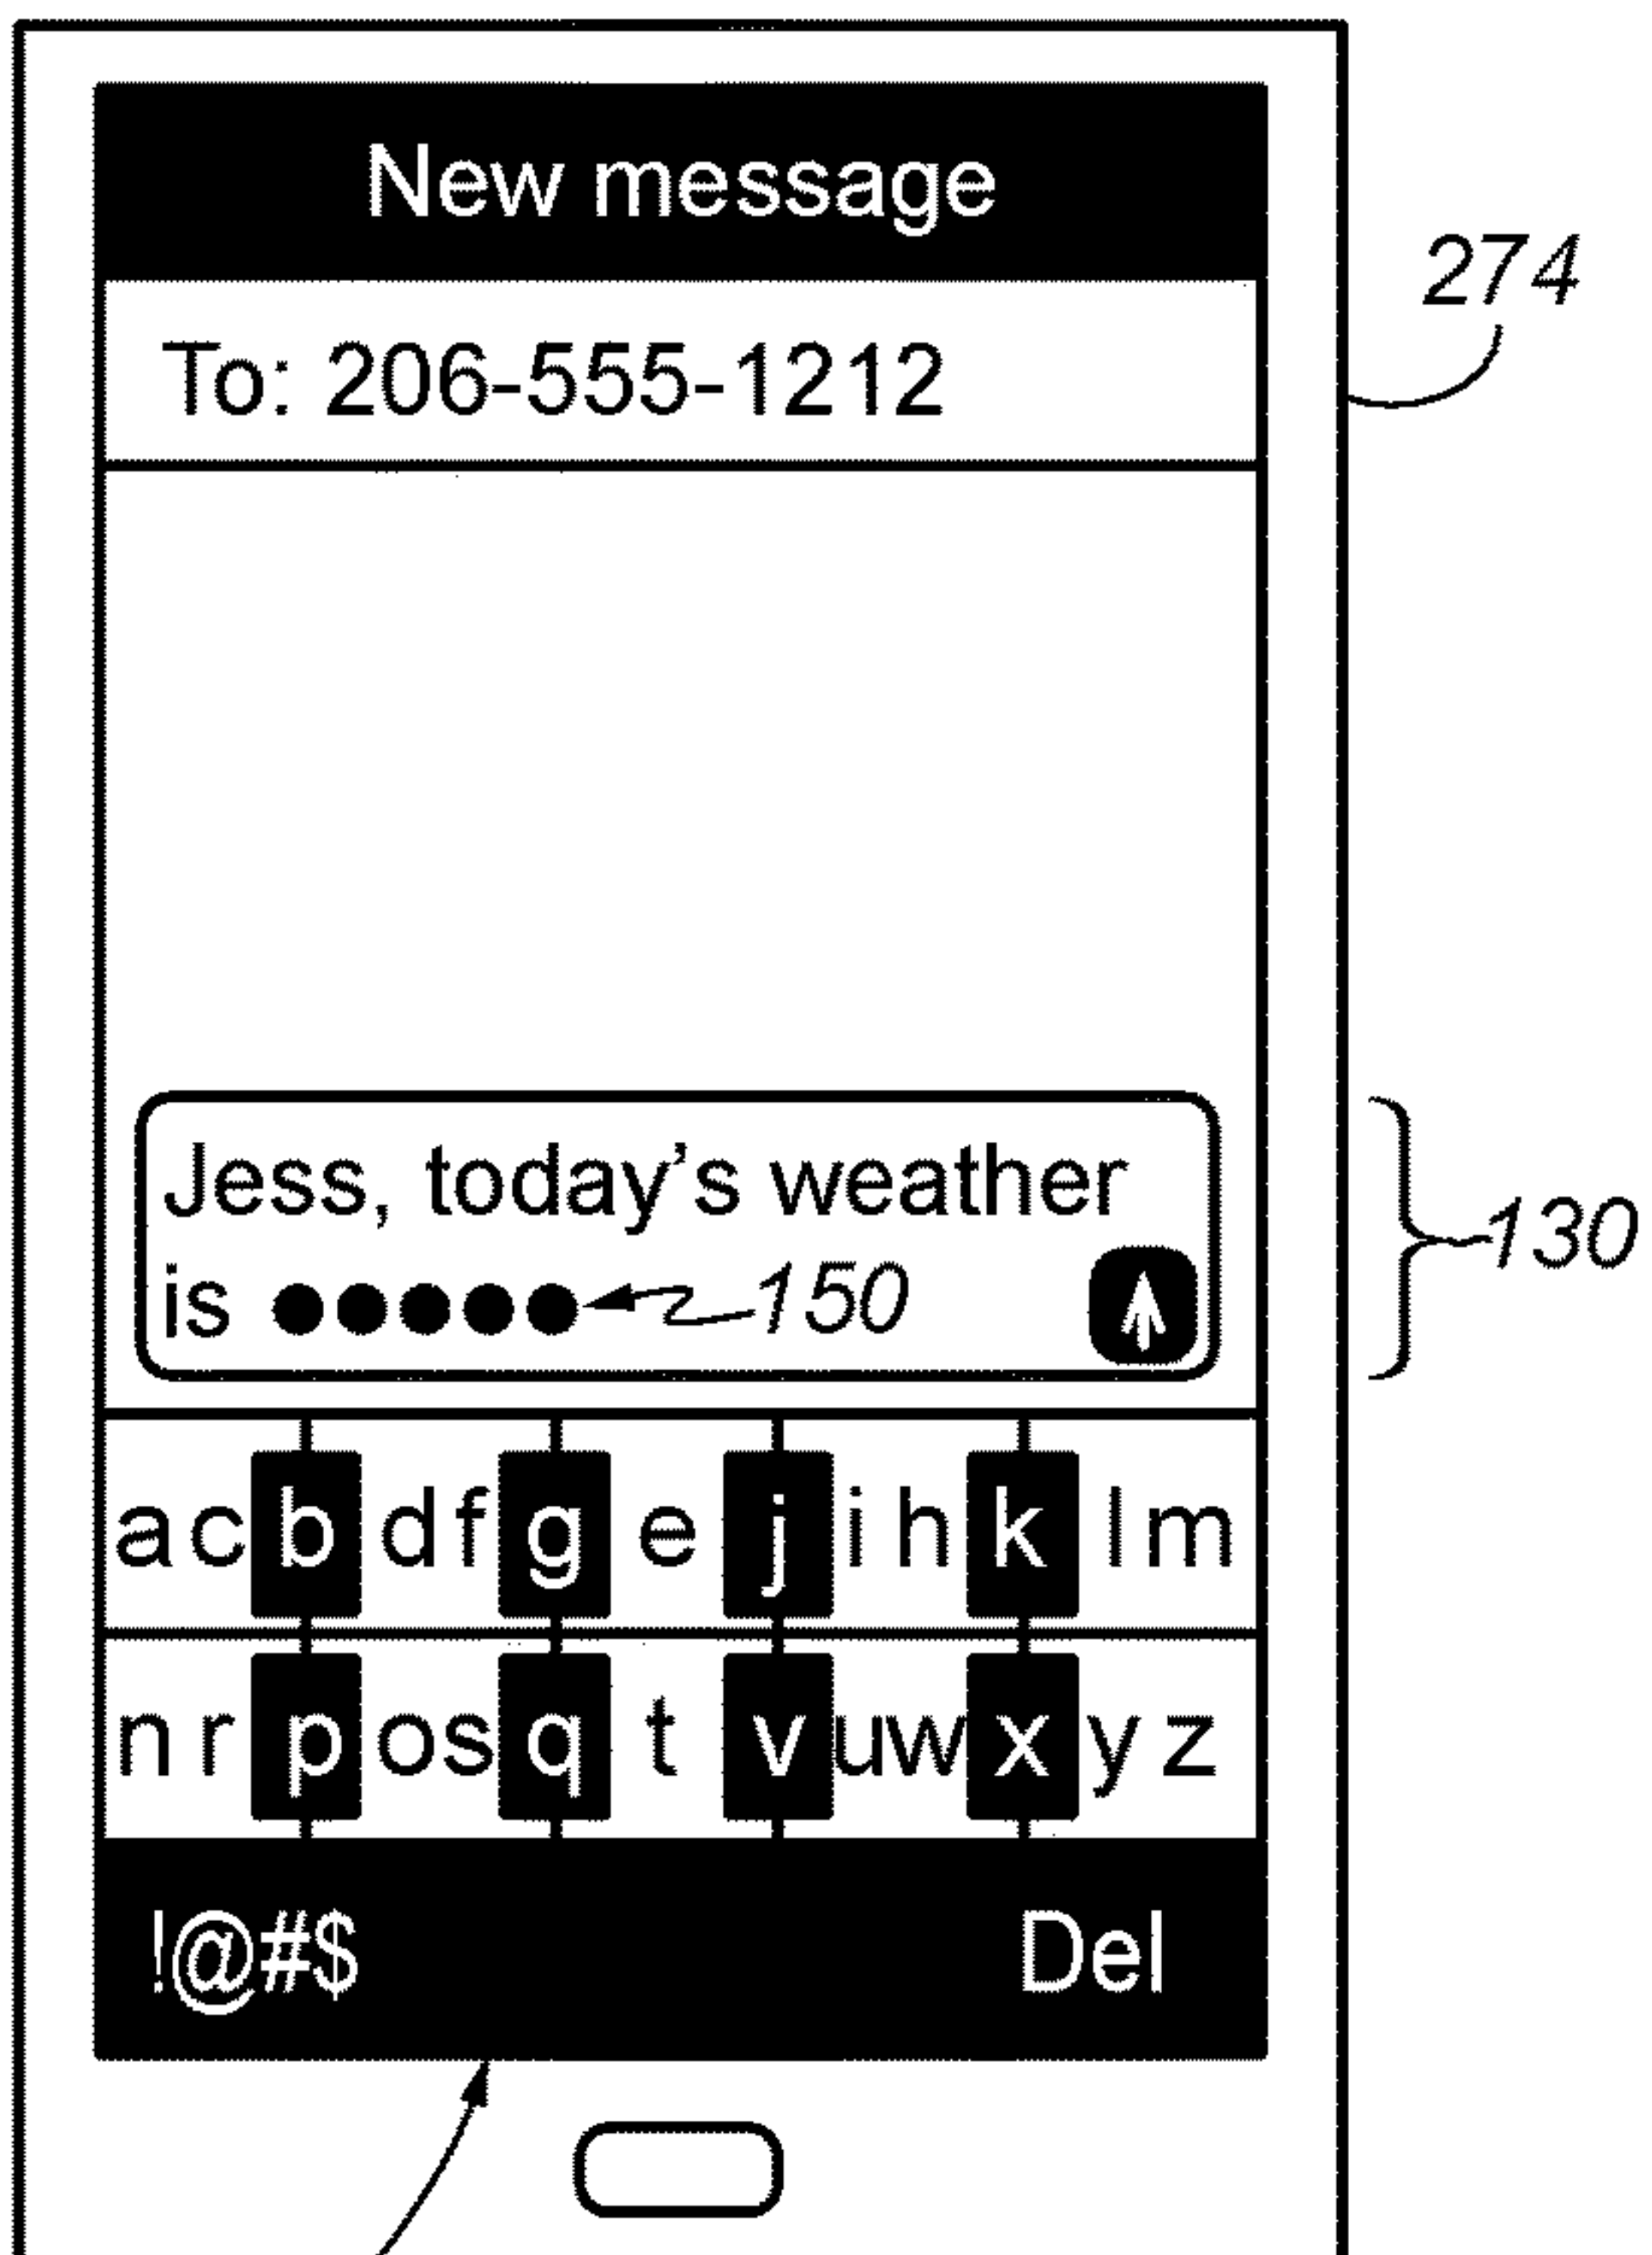 New message
274
To: 206-555-1212
Jess, today's weather
130
is ●●●●● 150
a c b d f g e j i h k l m
n r p o s q t v u w x y z
!@#$ Del